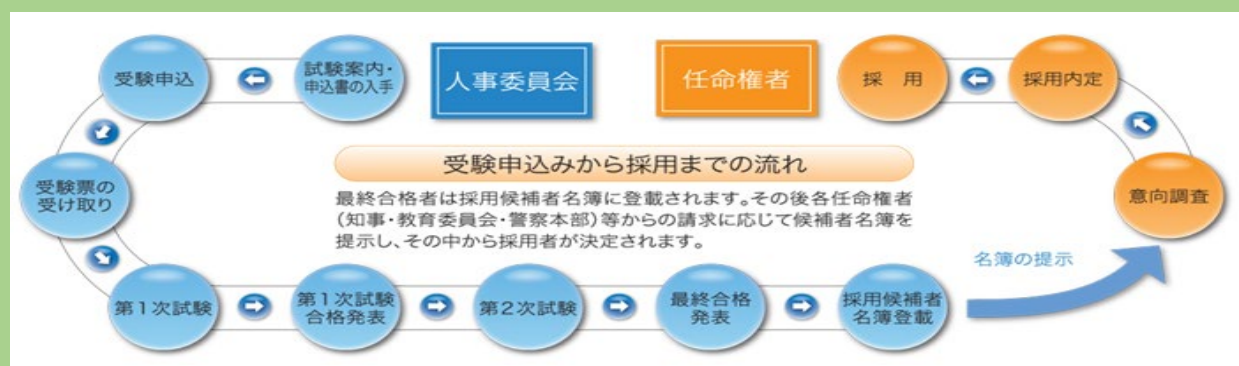 試験案内・
申込書の入手
受験申込
受験票の
受け取り
第1次試験
第1次試験
合格発表
第2次試験
最終合格
発表
採用候補者
名簿登載
名簿の提示
意向調査
採用内定
採　用
人事委員会
任命権者
受験申込みから採用までの流れ
最終合格者は採用候補者名簿に登載されます。その後各任命権者
（知事・教育委員会・警察本部）等からの請求に応じて候補者名簿を
提示し、その中から採用者が決定されます。